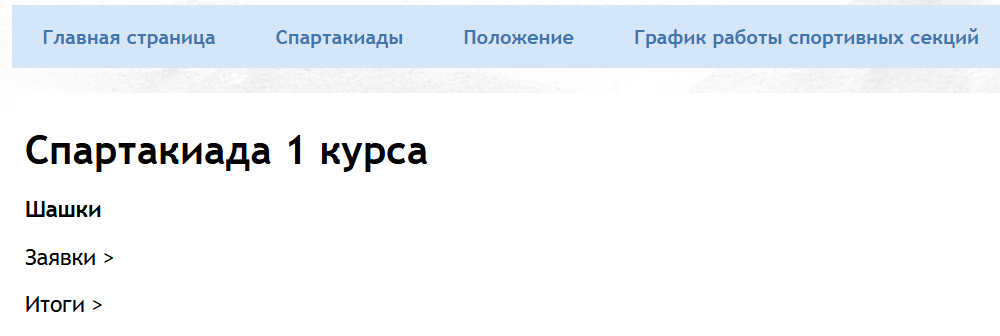 Главная страница Спартакиады Положение График работы спортивных секций
Спартакиада 1 курса
Шашки
Заявки >
Итоги >